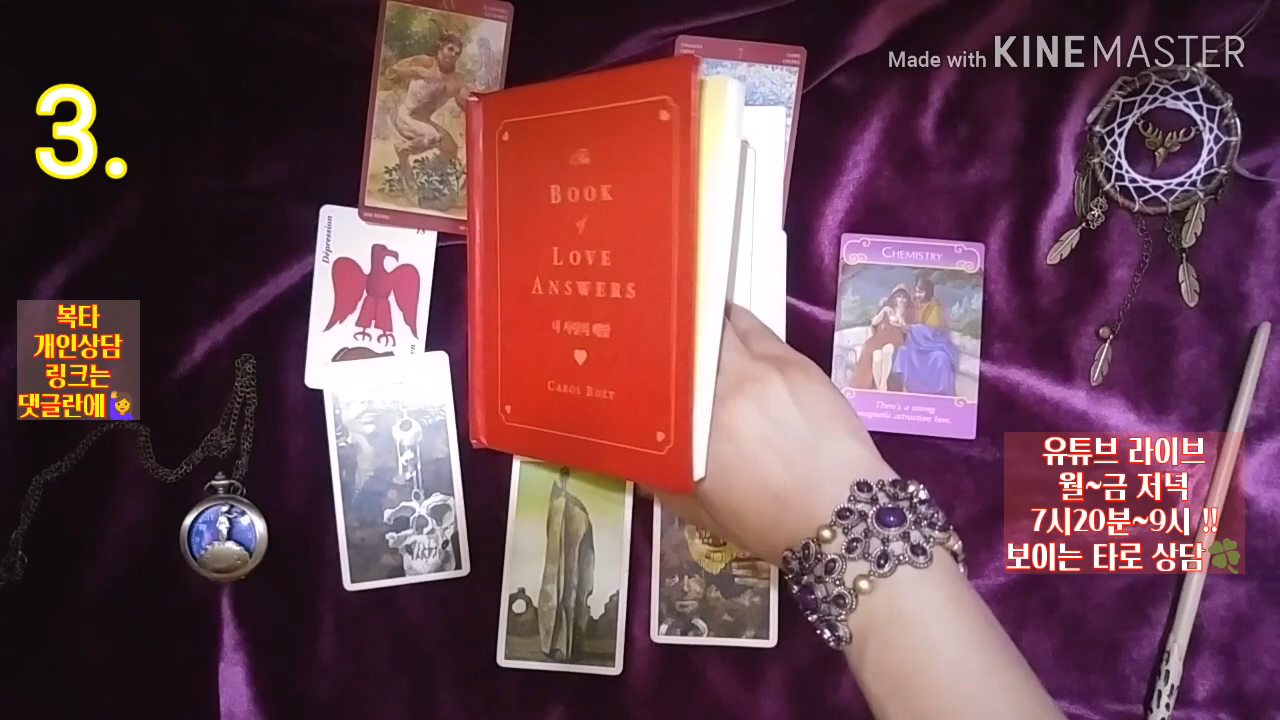 Made with KINEMASTER
3.
XV
7
The
BOOK
of
LOVE
ANSWERS
내 사랑의 해답
CAROL BOLT
Dépression
CHEMISTRY
There's a strong
magnetic attraction here.
복타
개인상담
링크는
댓글란에🙋‍♀️
유튜브 라이브
월~금 저녁
7시20분~9시 !!
보이는 타로 상담🍀